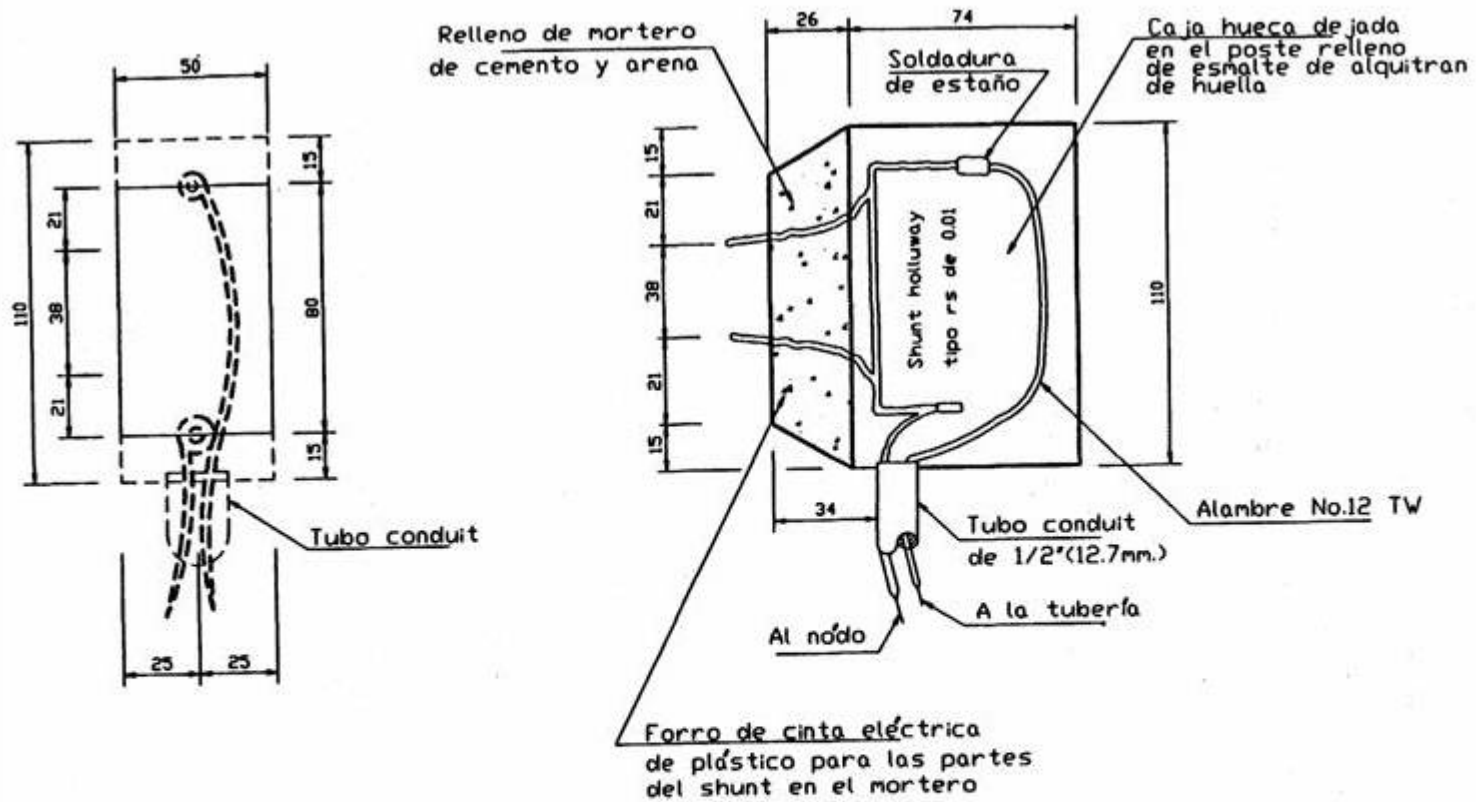 50
15
21
110
38
80
21
15
Tubo conduit
25
25
Relleno de mortero
de cemento y arena
26
74
Soldadura
de estaño
Caja hueca dejada
en el poste relleno
de esmalte de alquitran
de huella
15
21
38
21
15
110
Shunt holluway
tipo rs de 0.01
34
Tubo conduit
de 1/2"(12.7mm.)
Alambre No.12 TW
Al nódo
A la tubería
Forro de cinta eléctrica
de plástico para las partes
del shunt en el mortero